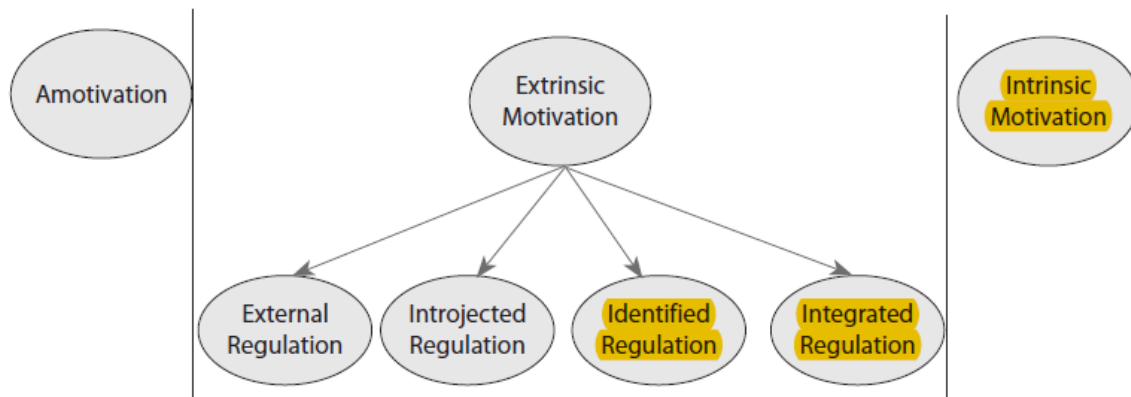 Amotivation
Extrinsic
Motivation
Intrinsic
Motivation
External
Regulation
Introjected
Regulation
Identified
Regulation
Integrated
Regulation